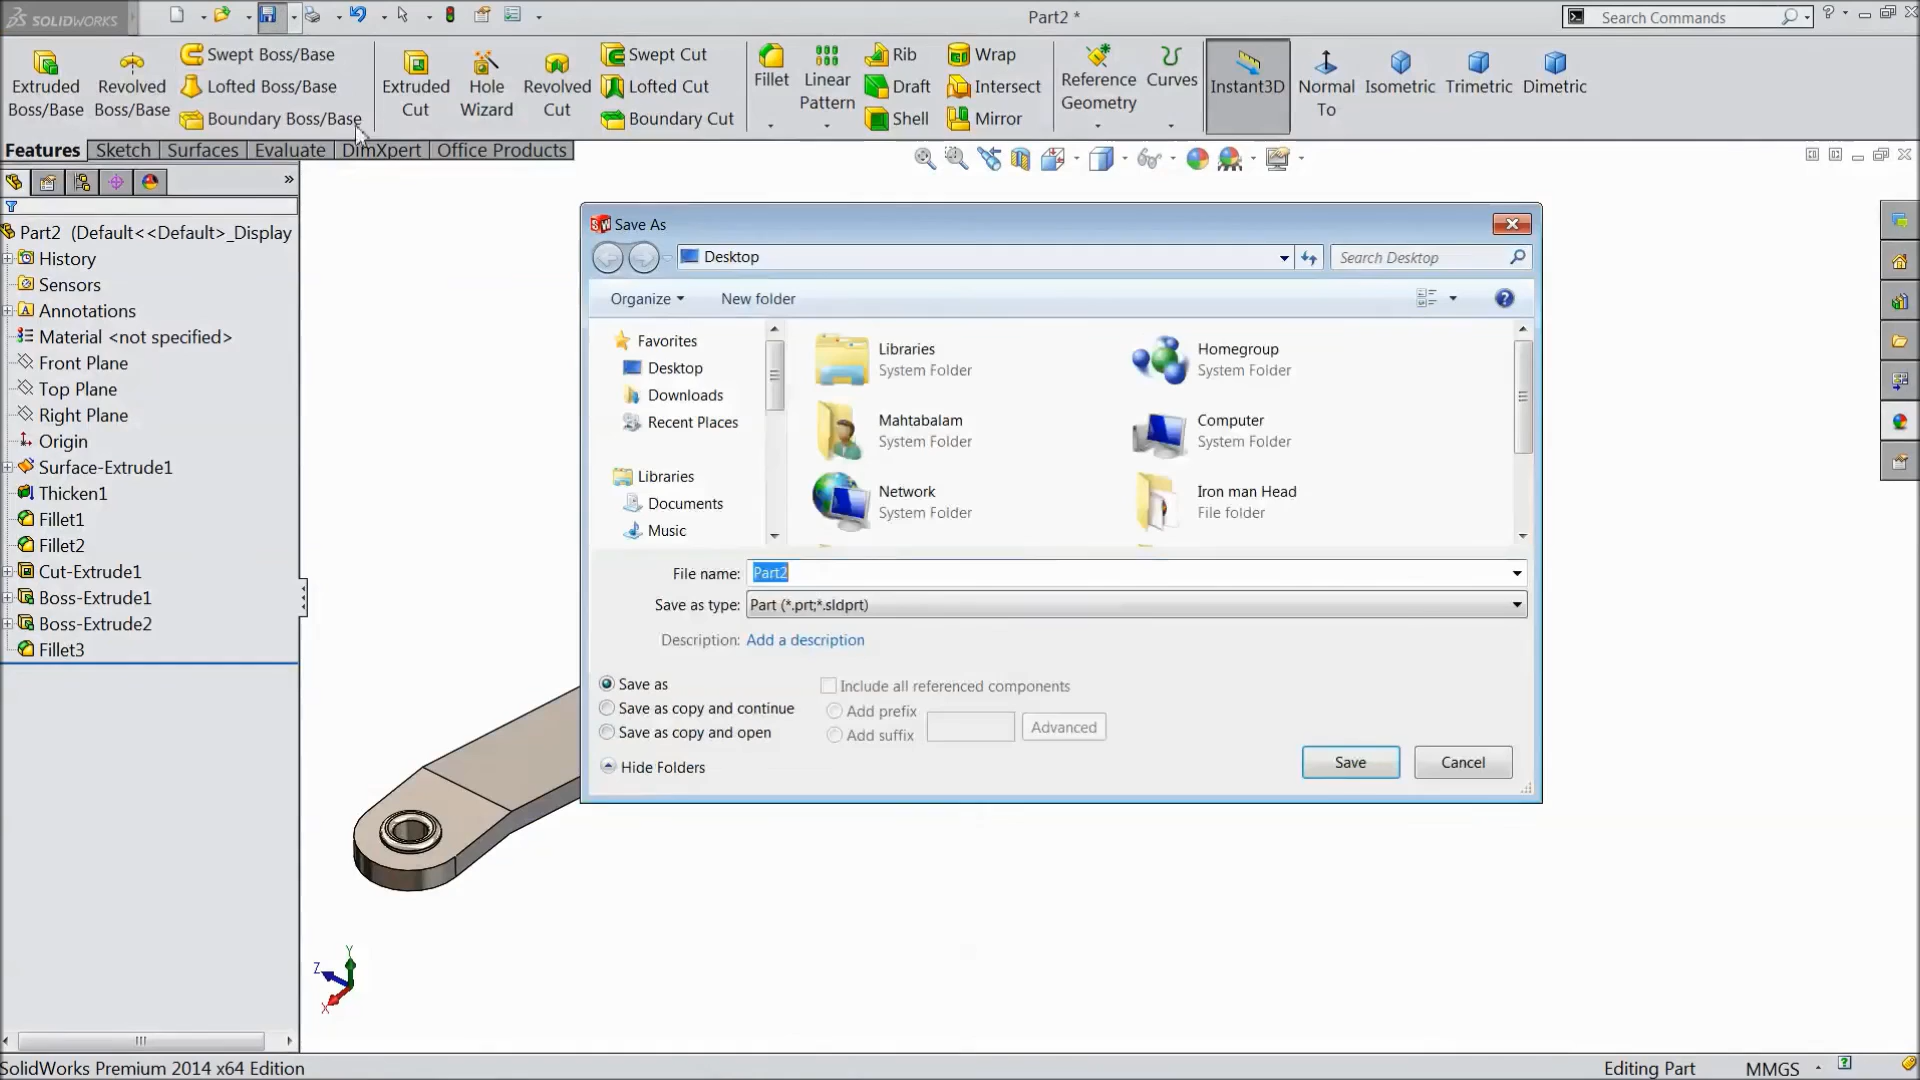 SOLIDWORKS
Part2 *
Search Commands
Extruded Boss/Base
Revolved Boss/Base
Swept Boss/Base
Lofted Boss/Base
Boundary Boss/Base
Extruded Cut
Hole Wizard
Revolved Cut
Swept Cut
Lofted Cut
Boundary Cut
Fillet
Linear Pattern
Rib
Draft
Shell
Wrap
Intersect
Mirror
Reference Geometry
Curves
Instant3D
Normal To
Isometric
Trimetric
Dimetric
Features
Sketch
Surfaces
Evaluate
DimXpert
Office Products
Part2 (Default<<Default>_Display
History
Sensors
Annotations
Material <not specified>
Front Plane
Top Plane
Right Plane
Origin
Surface-Extrude1
Thicken1
Fillet1
Fillet2
Cut-Extrude1
Boss-Extrude1
Boss-Extrude2
Fillet3
Save As
Desktop
Search Desktop
Organize
New folder
Favorites
Desktop
Downloads
Recent Places
Libraries
Documents
Music
Libraries
System Folder
Homegroup
System Folder
Mahtabalam
System Folder
Computer
System Folder
Network
System Folder
Iron man Head
File folder
File name: Part2
Save as type: Part (*.prt;*.sldprt)
Description: Add a description
Save as
Save as copy and continue
Save as copy and open
Include all referenced components
Add prefix
Add suffix
Advanced
Hide Folders
Save
Cancel
Y
Z
X
SolidWorks Premium 2014 x64 Edition
Editing Part
MMGS